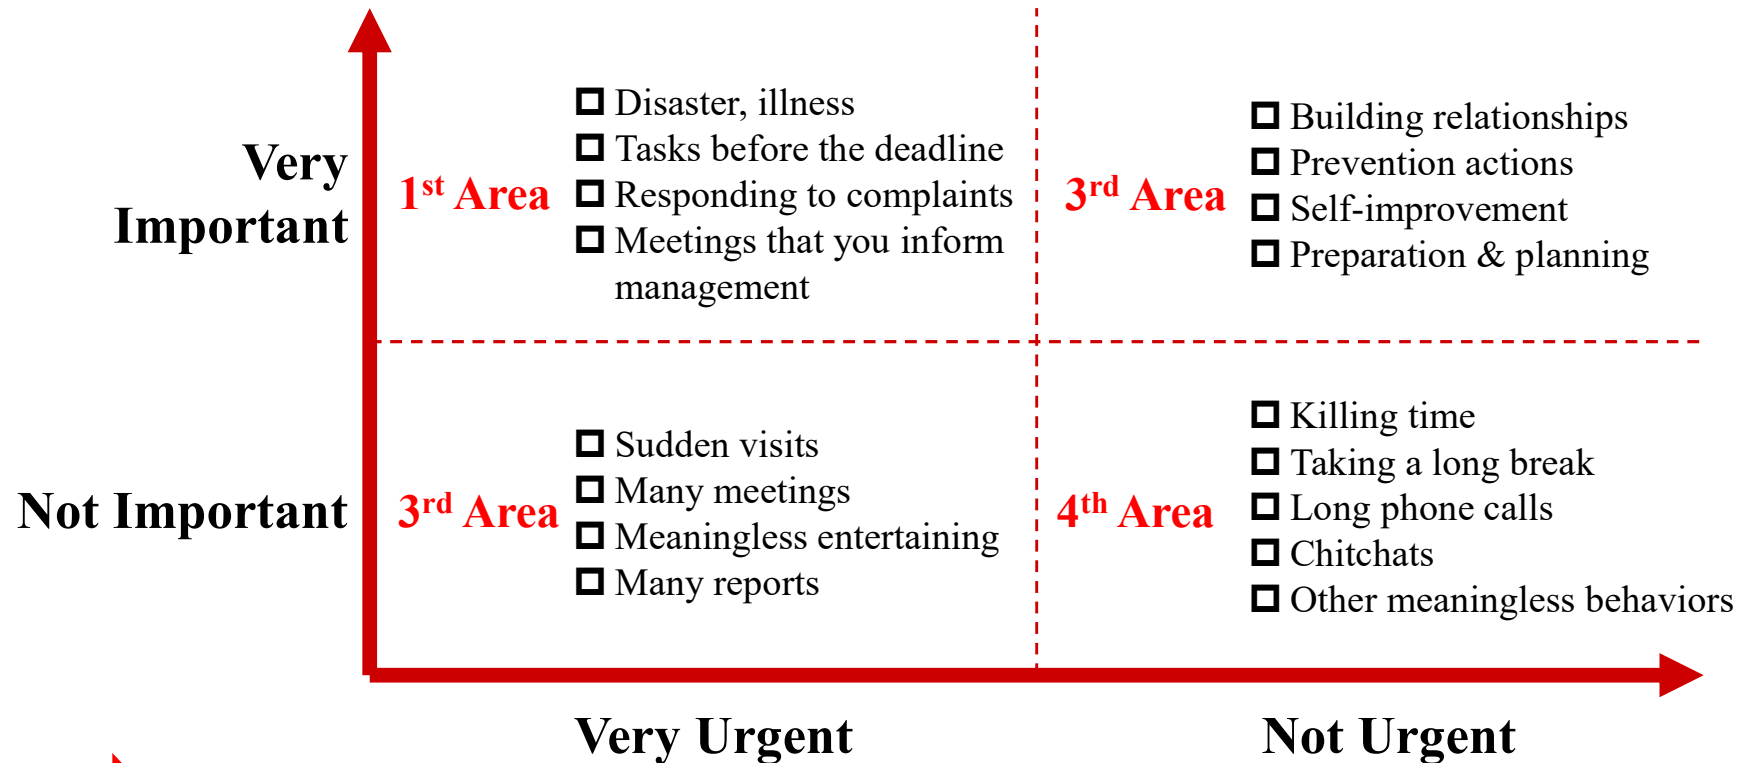 Very
Important
1st Area
Disaster, illness
Tasks before the deadline
Responding to complaints
Meetings that you inform
management
3rd Area
Building relationships
Prevention actions
Self-improvement
Preparation & planning
Not Important
3rd Area
Sudden visits
Many meetings
Meaningless entertaining
Many reports
4th Area
Killing time
Taking a long break
Long phone calls
Chitchats
Other meaningless behaviors
Very Urgent
Not Urgent